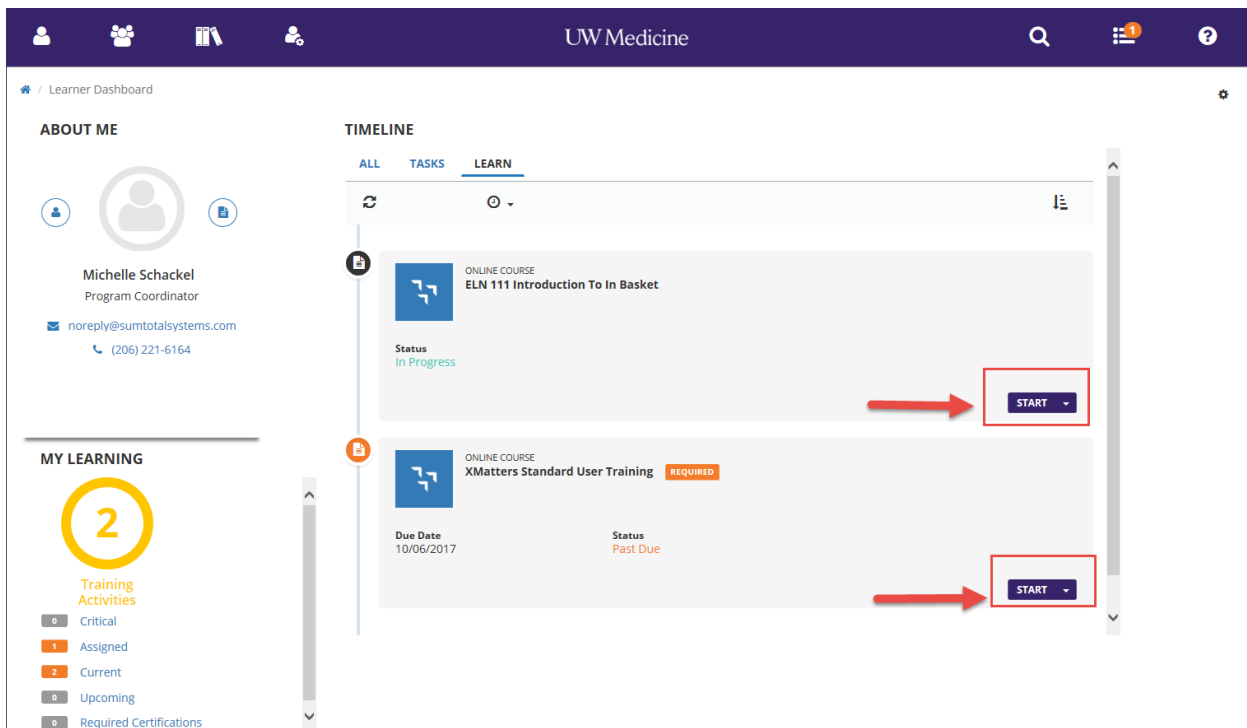 UW Medicine
1
/ Learner Dashboard
ABOUT ME
Michelle Schackel
Program Coordinator
noreply@sumtotalsystems.com
(206) 221-6164
MY LEARNING
2
Training
Activities
0 Critical
1 Assigned
2 Current
0 Upcoming
0 Required Certifications
TIMELINE
ALL TASKS LEARN
ONLINE COURSE
ELN 111 Introduction To In Basket
Status
In Progress
START
ONLINE COURSE
XMatters Standard User Training REQUIRED
Due Date Status
10/06/2017 Past Due
START